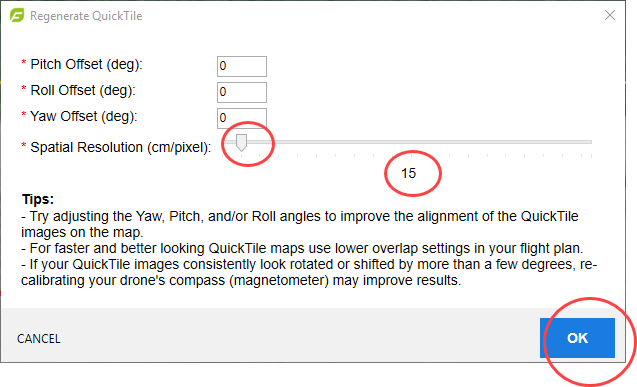 Regenerate QuickTile
* Pitch Offset (deg): 0
* Roll Offset (deg): 0
* Yaw Offset (deg): 0
* Spatial Resolution (cm/pixel):
15
Tips:
- Try adjusting the Yaw, Pitch, and/or Roll angles to improve the alignment of the QuickTile
images on the map.
- For faster and better looking QuickTile maps use lower overlap settings in your flight plan.
- If your QuickTile images consistently look rotated or shifted by more than a few degrees, re-
calibrating your drone's compass (magnetometer) may improve results.
CANCEL
OK